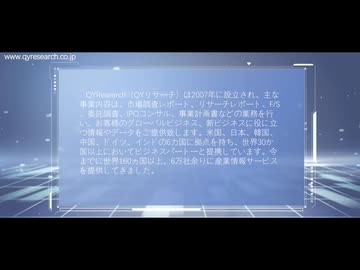 www.qyresearch.co.jp
QYResearch（QYリサーチ）は2007年に設立され、主な
事業内容は、市場調査レポート、リサーチレポート、F/S
、委託調査、IPOコンサル、事業計画書などの業務を行
い、お客様のグローバルビジネス、新ビジネスに役に立
つ情報やデータをご提供致します。米国、日本、韓国、
中国、ドイツ、インドの6カ国に拠点を持ち、世界30か
国以上においてビジネスパートナーと提携しています。今
までに世界160ヵ国以上、6万社余りに産業情報サービス
を提供してきました。